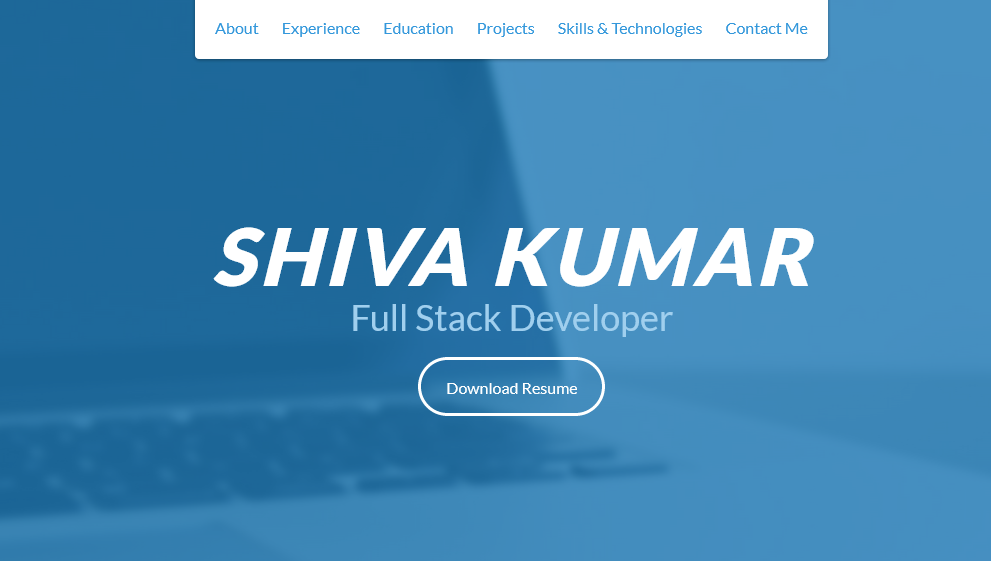 About Experience Education Projects Skills & Technologies Contact Me
SHIVA KUMAR
Full Stack Developer
Download Resume